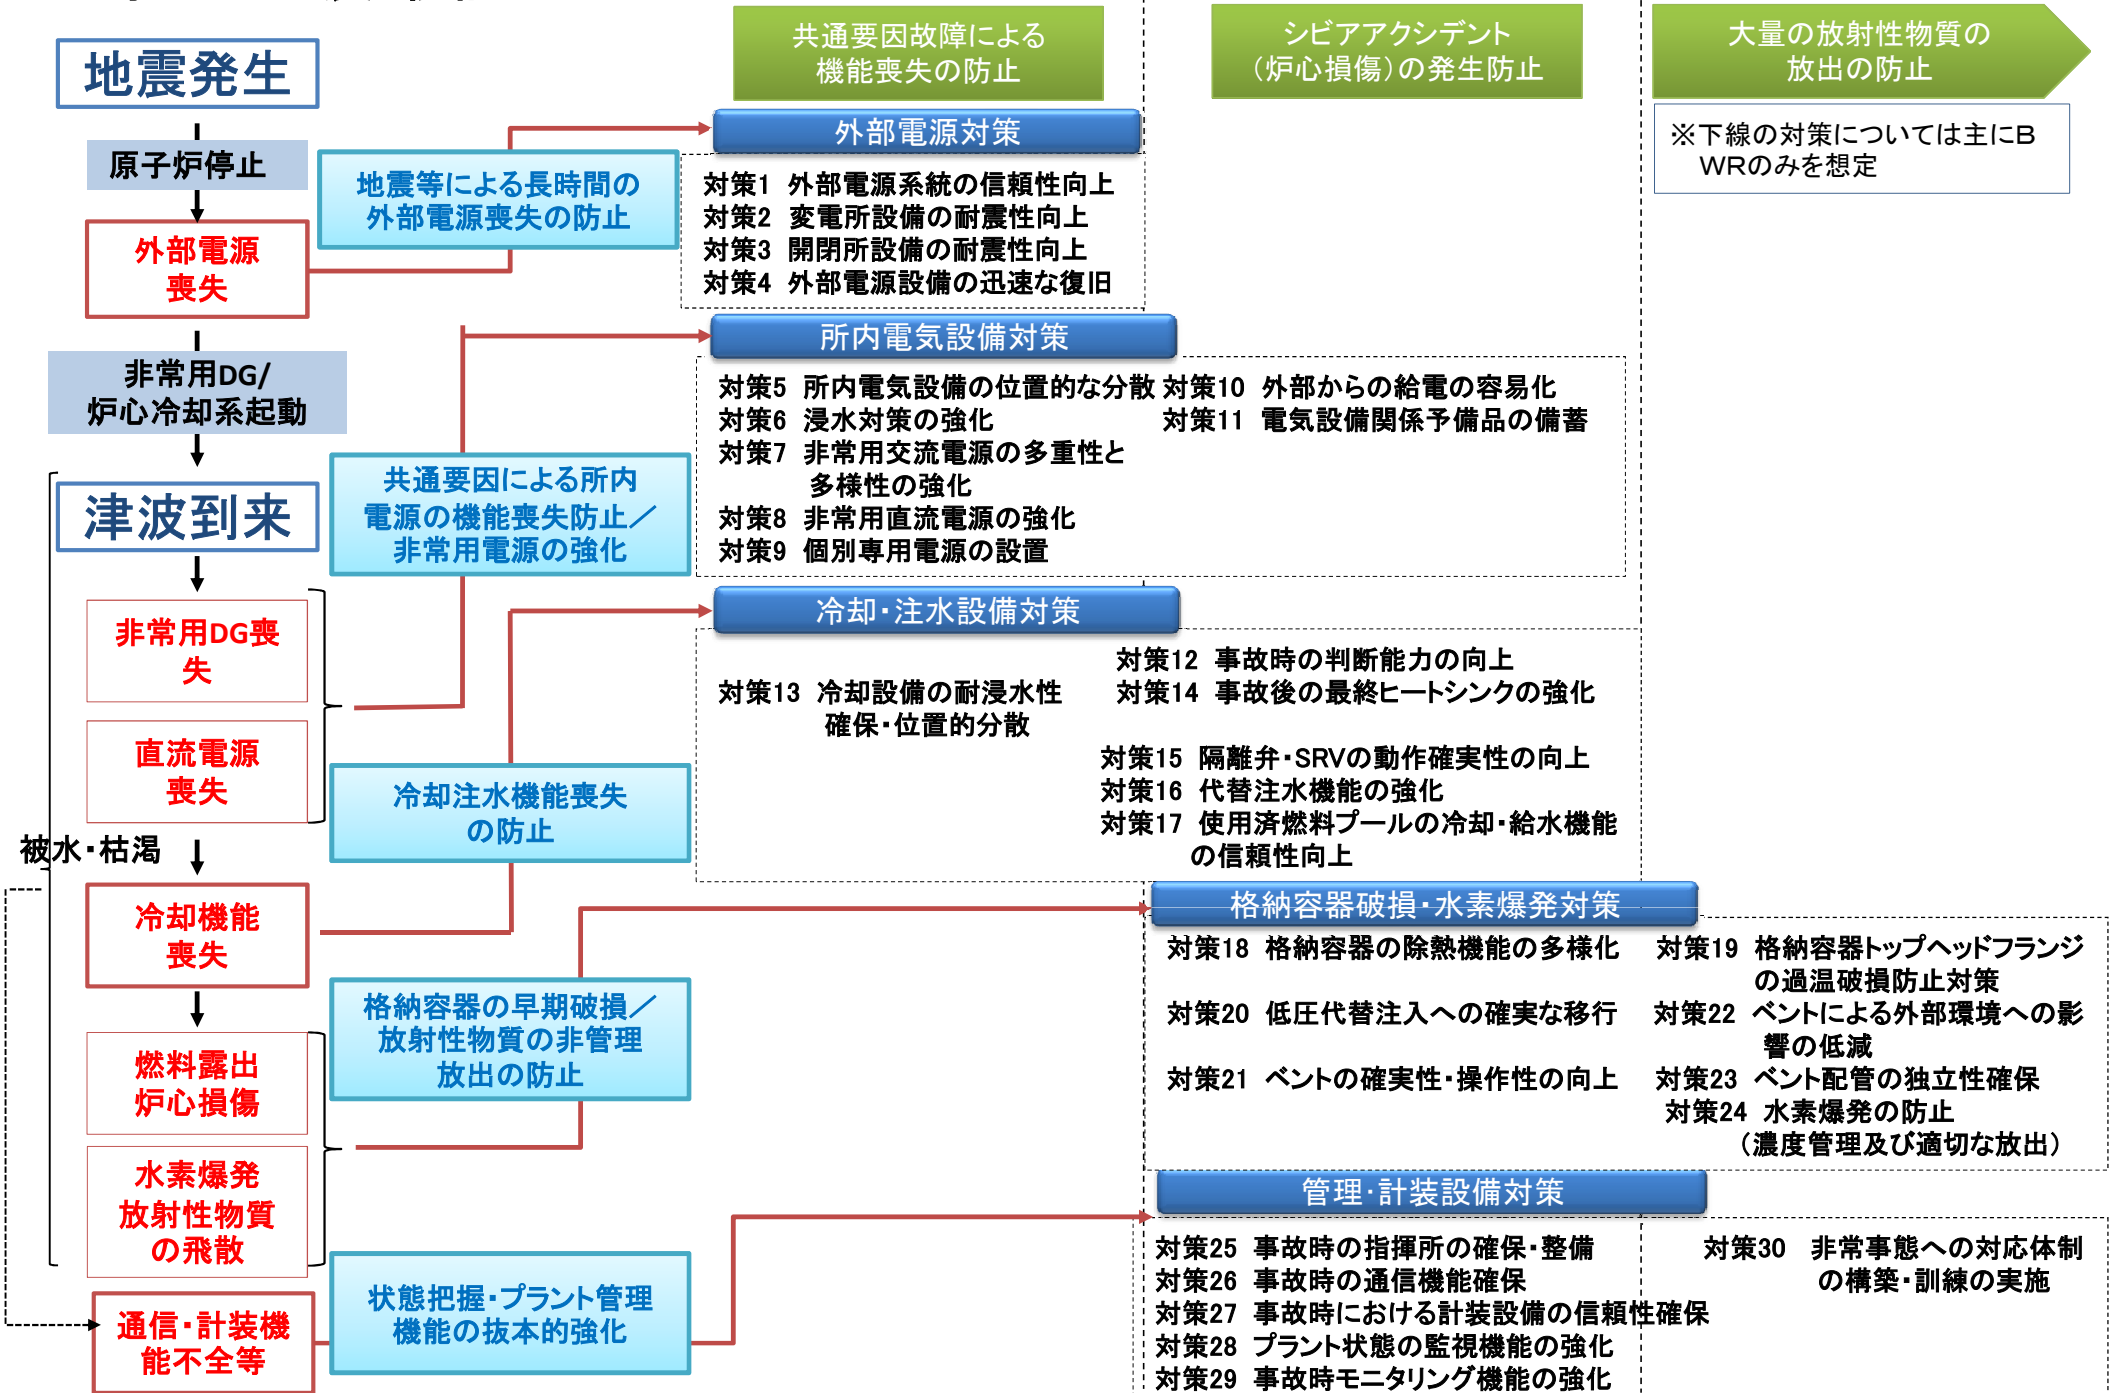 共通要因故障による
機能喪失の防止
シビアアクシデント
（炉心損傷）の発生防止
大量の放射性物質の
放出の防止
※下線の対策については主にB
WRのみを想定
地震発生
原子炉停止
外部電源
喪失
非常用DG/
炉心冷却系起動
津波到来
非常用DG喪
失
直流電源
喪失
被水・枯渇
冷却機能
喪失
燃料露出
炉心損傷
水素爆発
放射性物質
の飛散
通信・計装機
能不全等
地震等による長時間の
外部電源喪失の防止
共通要因による所内
電源の機能喪失防止／
非常用電源の強化
冷却注水機能喪失
の防止
格納容器の早期破損／
放射性物質の非管理
放出の防止
状態把握・プラント管理
機能の抜本的強化
外部電源対策
対策1 外部電源系統の信頼性向上
対策2 変電所設備の耐震性向上
対策3 開閉所設備の耐震性向上
対策4 外部電源設備の迅速な復旧
所内電気設備対策
対策5 所内電気設備の位置的な分散
対策6 浸水対策の強化
対策7 非常用交流電源の多重性と
多様性の強化
対策8 非常用直流電源の強化
対策9 個別専用電源の設置
対策10 外部からの給電の容易化
対策11 電気設備関係予備品の備蓄
冷却・注水設備対策
対策12 事故時の判断能力の向上
対策13 冷却設備の耐浸水性
確保・位置的分散
対策14 事故後の最終ヒートシンクの強化
対策15 隔離弁・SRVの動作確実性の向上
対策16 代替注水機能の強化
対策17 使用済燃料プールの冷却・給水機能
の信頼性向上
格納容器破損・水素爆発対策
対策18 格納容器の除熱機能の多様化
対策19 格納容器トップヘッドフランジ
の過温破損防止対策
対策20 低圧代替注入への確実な移行
対策22 ベントによる外部環境への影
響の低減
対策21 ベントの確実性・操作性の向上
対策23 ベント配管の独立性確保
対策24 水素爆発の防止
（濃度管理及び適切な放出）
管理・計装設備対策
対策25 事故時の指揮所の確保・整備
対策26 事故時の通信機能確保
対策27 事故時における計装設備の信頼性確保
対策28 プラント状態の監視機能の強化
対策29 事故時モニタリング機能の強化
対策30 非常事態への対応体制
の構築・訓練の実施